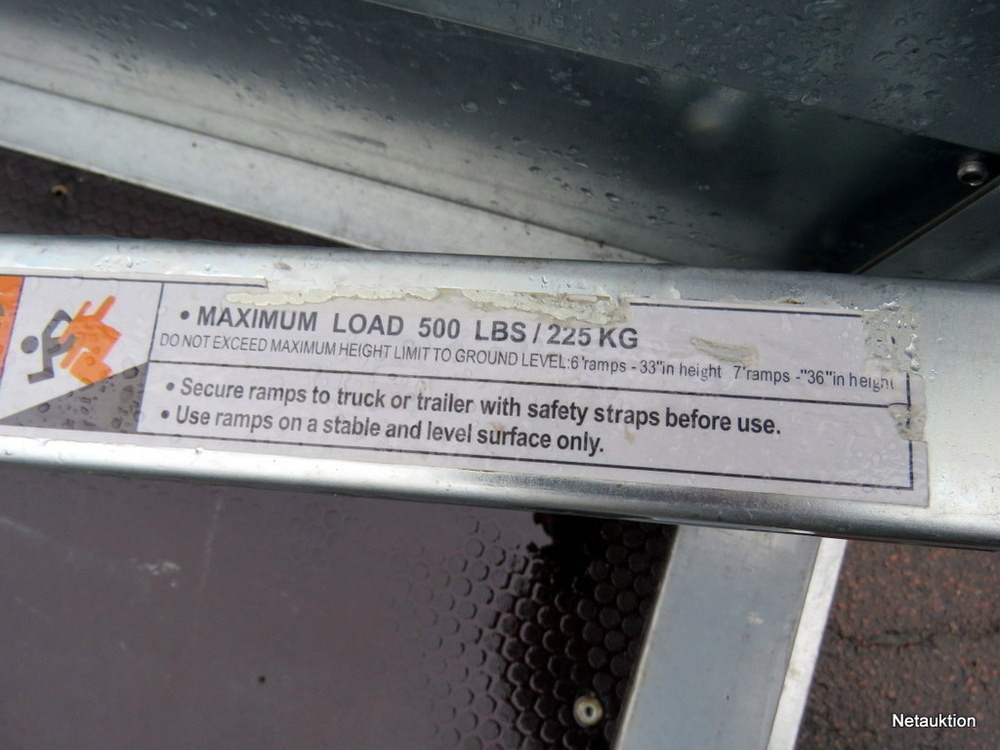 • MAXIMUM LOAD 500 LBS / 225 KG
DO NOT EXCEED MAXIMUM HEIGHT LIMIT TO GROUND LEVEL:6'ramps - 33"in height 7'ramps -"36"in height
• Secure ramps to truck or trailer with safety straps before use.
• Use ramps on a stable and level surface only.
Netauktion